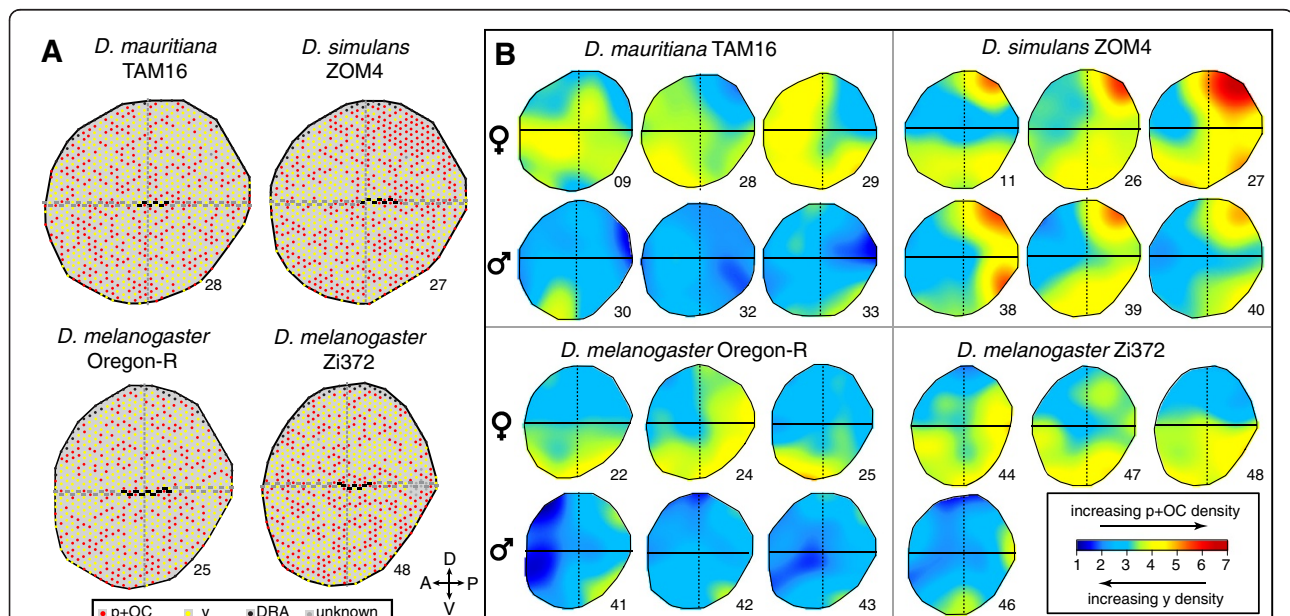 A
D. mauritiana
TAM16
D. simulans
ZOM4
28
27
D. melanogaster
Oregon-R
D. melanogaster
Zi372
25
48
D
A
P
V
p+OC
y
DRA
unknown
B
D. mauritiana TAM16
D. simulans ZOM4
♀
09
28
29
11
26
27
♂
30
32
33
38
39
40
D. melanogaster Oregon-R
D. melanogaster Zi372
♀
22
24
25
44
47
48
♂
41
42
43
46
increasing p+OC density
1 2 3 4 5 6 7
increasing y density